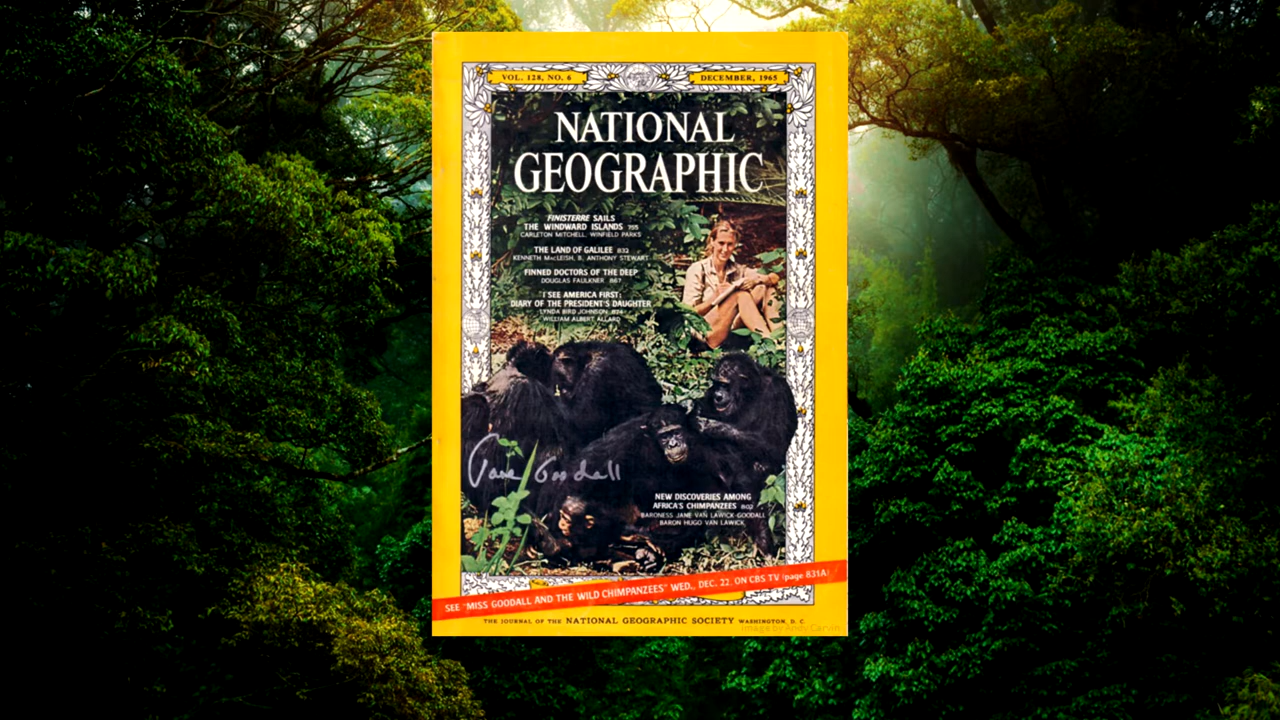 VOL. 128, NO. 6
DECEMBER, 1965
NATIONAL
GEOGRAPHIC
FINISTERRE SAILS
THE WINDWARD ISLANDS 755
CARLETON MITCHELL, WINFIELD PARKS
THE LAND OF GALILEE 832
KENNETH MacLEISH, B. ANTHONY STEWART
FINNED DOCTORS OF THE DEEP
DOUGLAS FAULKNER 867
"I SEE AMERICA FIRST:
DIARY OF THE PRESIDENT'S DAUGHTER
LYNDA BIRD JOHNSON 874
WILLIAM ALBERT ALLARD
Jane Goodall
NEW DISCOVERIES AMONG
AFRICA'S CHIMPANZEES 802
BARONESS JANE VAN LAWICK-GOODALL
BARON HUGO VAN LAWICK
SEE "MISS GOODALL AND THE WILD CHIMPANZEES" WED., DEC. 22, ON CBS TV (page 831A)
THE JOURNAL OF THE NATIONAL GEOGRAPHIC SOCIETY WASHINGTON, D. C.
Image by Andy Carvin